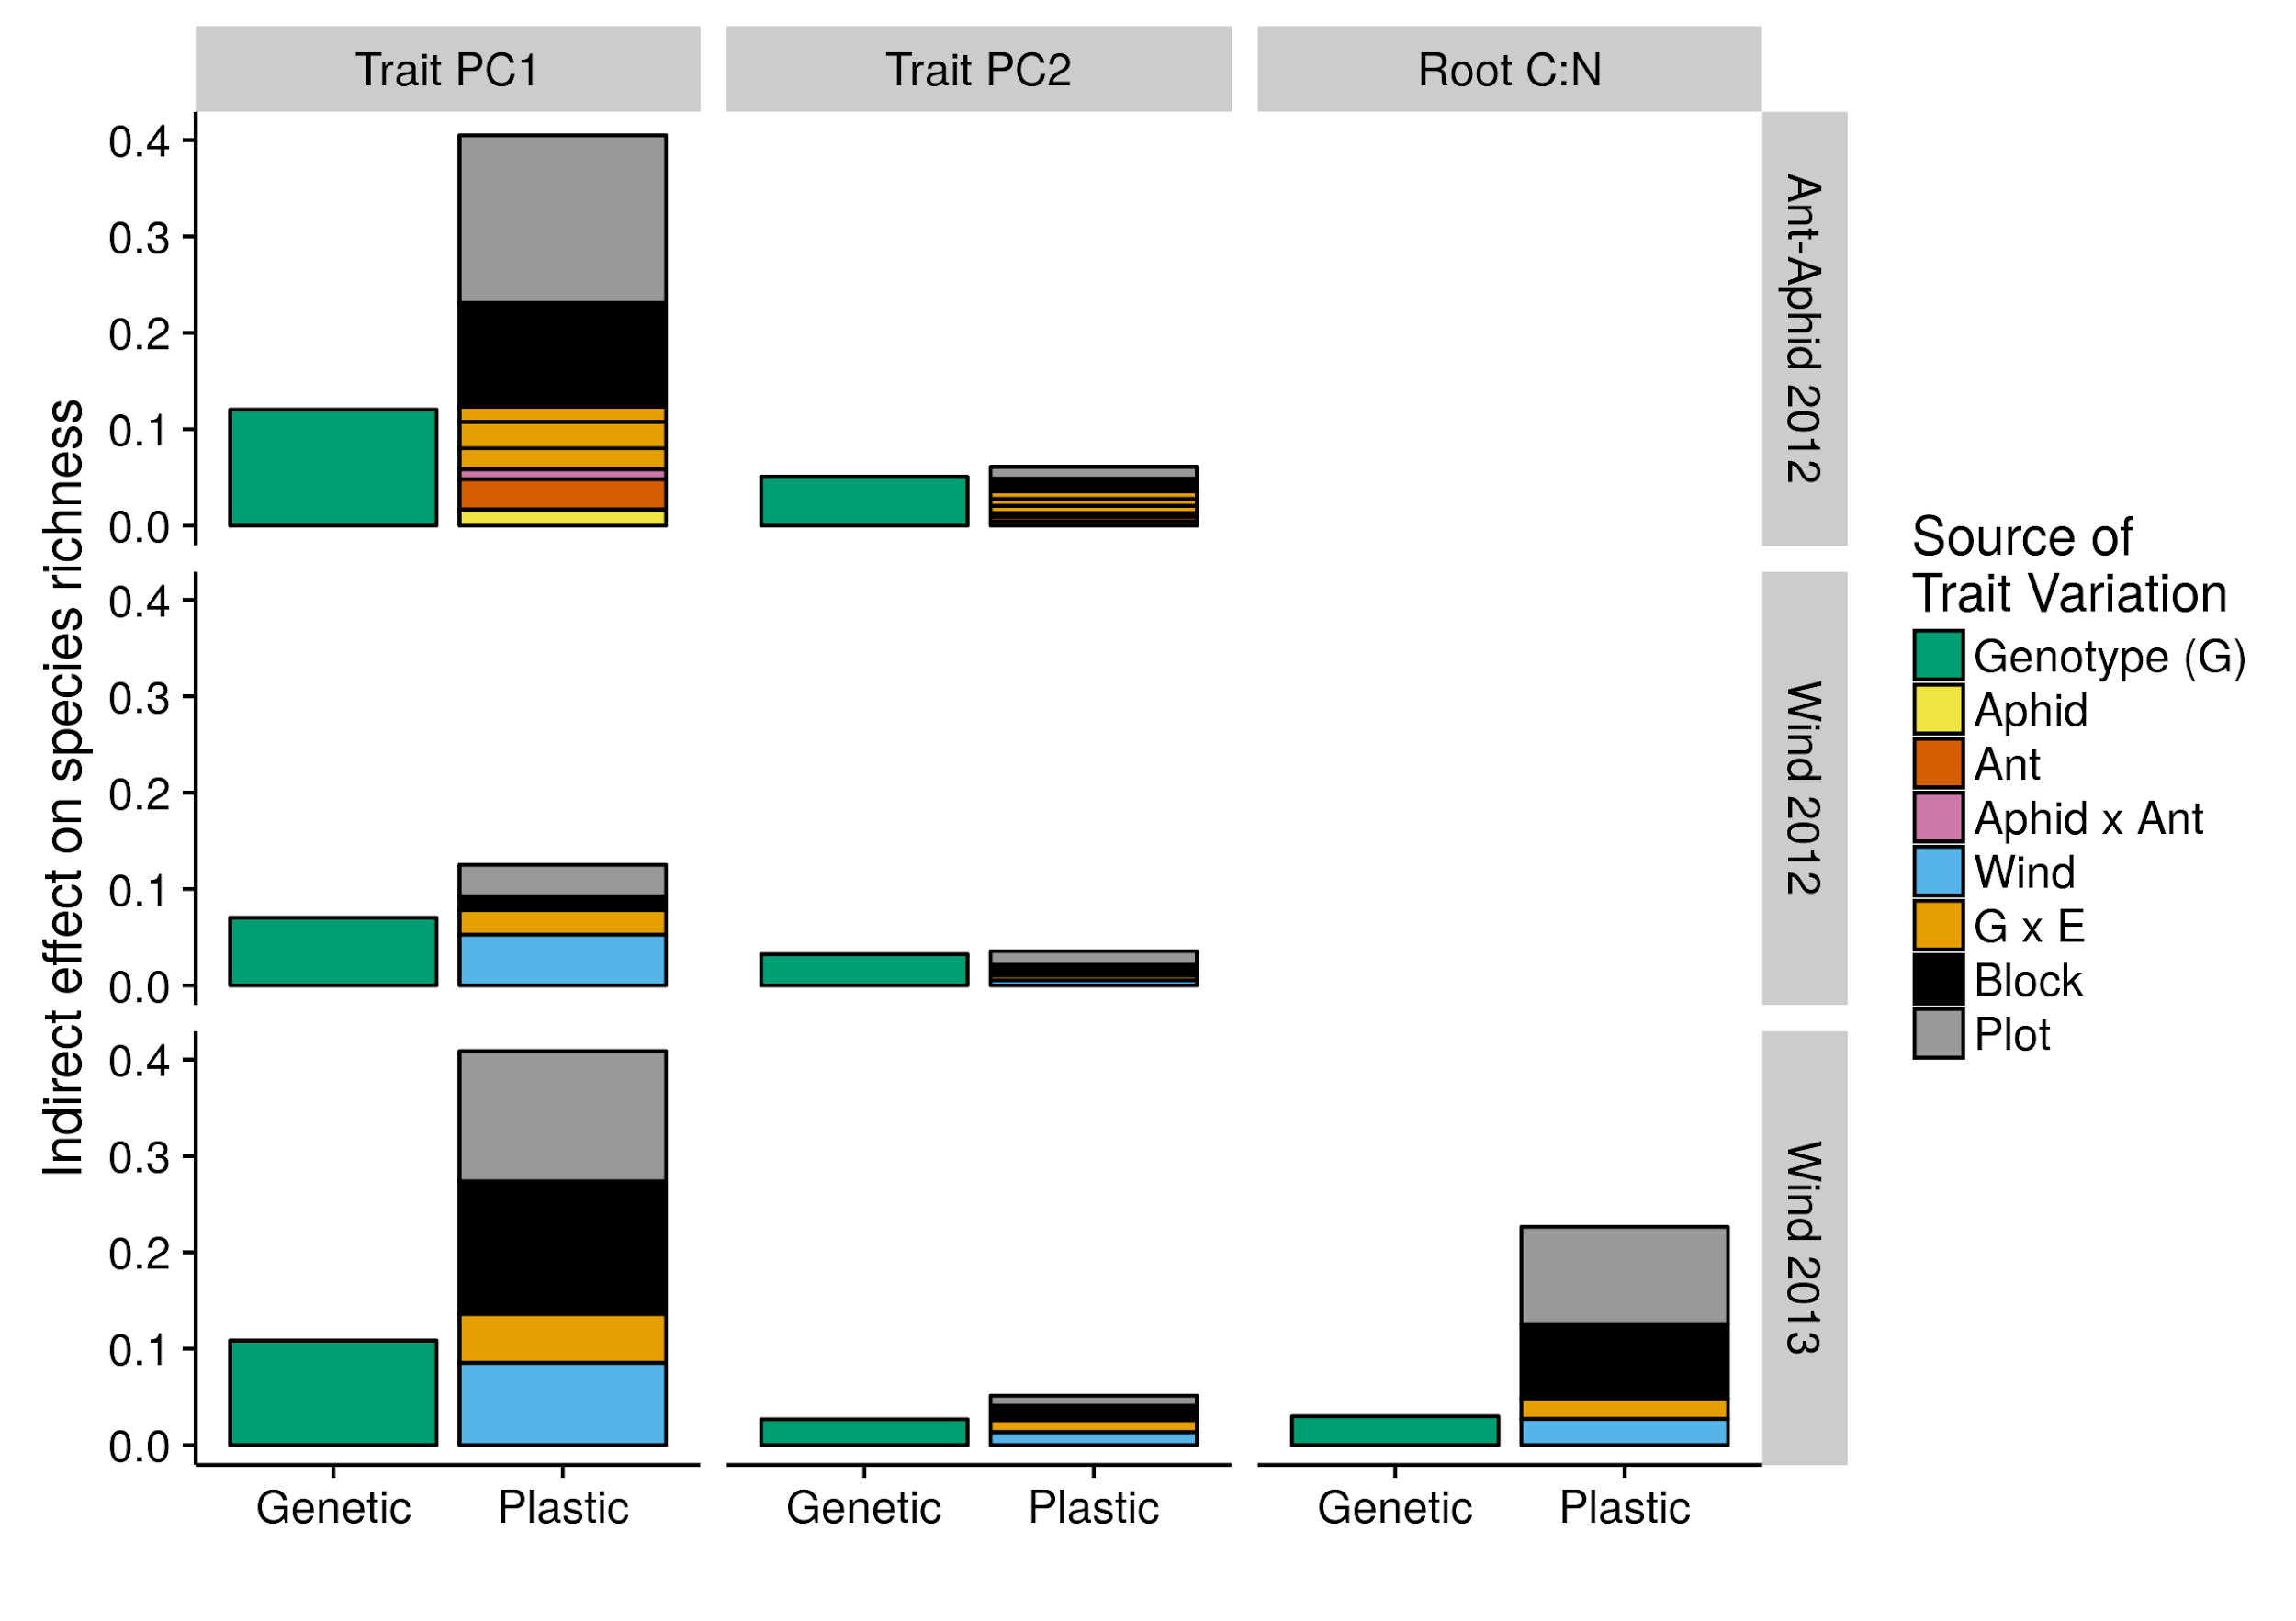 Trait PC1
Trait PC2
Root C:N
Indirect effect on species richness
0.4
0.3
0.2
0.1
0.0
Ant-Aphid 2012
0.4
0.3
0.2
0.1
0.0
Wind 2012
0.4
0.3
0.2
0.1
0.0
Wind 2013
Genetic
Plastic
Genetic
Plastic
Genetic
Plastic
Source of
Trait Variation
Genotype (G)
Aphid
Ant
Aphid x Ant
Wind
G x E
Block
Plot